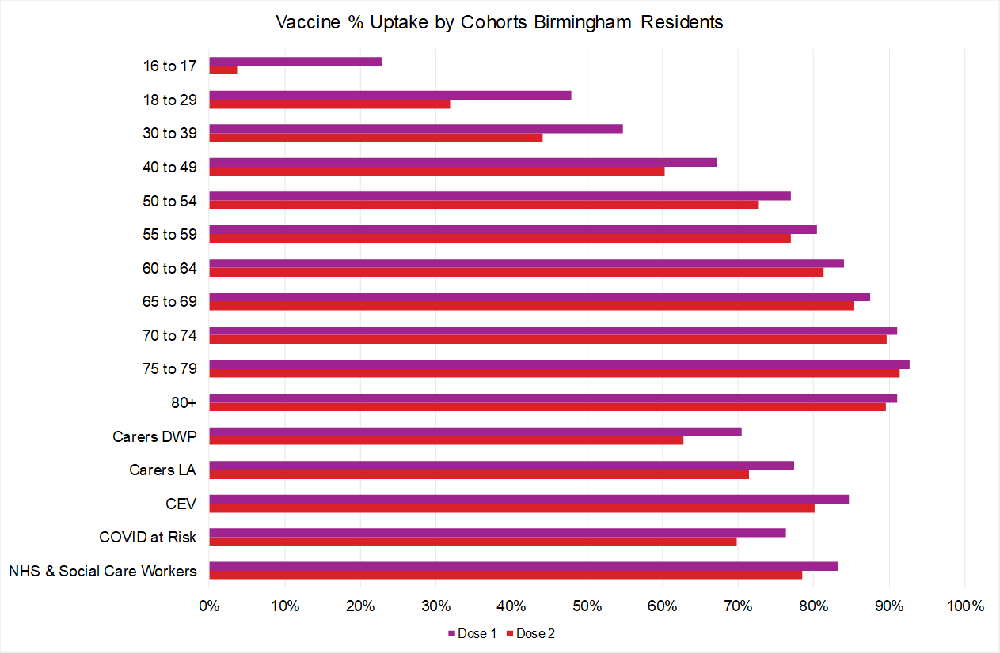 Vaccine % Uptake by Cohorts Birmingham Residents
16 to 17
18 to 29
30 to 39
40 to 49
50 to 54
55 to 59
60 to 64
65 to 69
70 to 74
75 to 79
80+
Carers DWP
Carers LA
CEV
COVID at Risk
NHS & Social Care Workers
0% 10% 20% 30% 40% 50% 60% 70% 80% 90% 100%
Dose 1 Dose 2